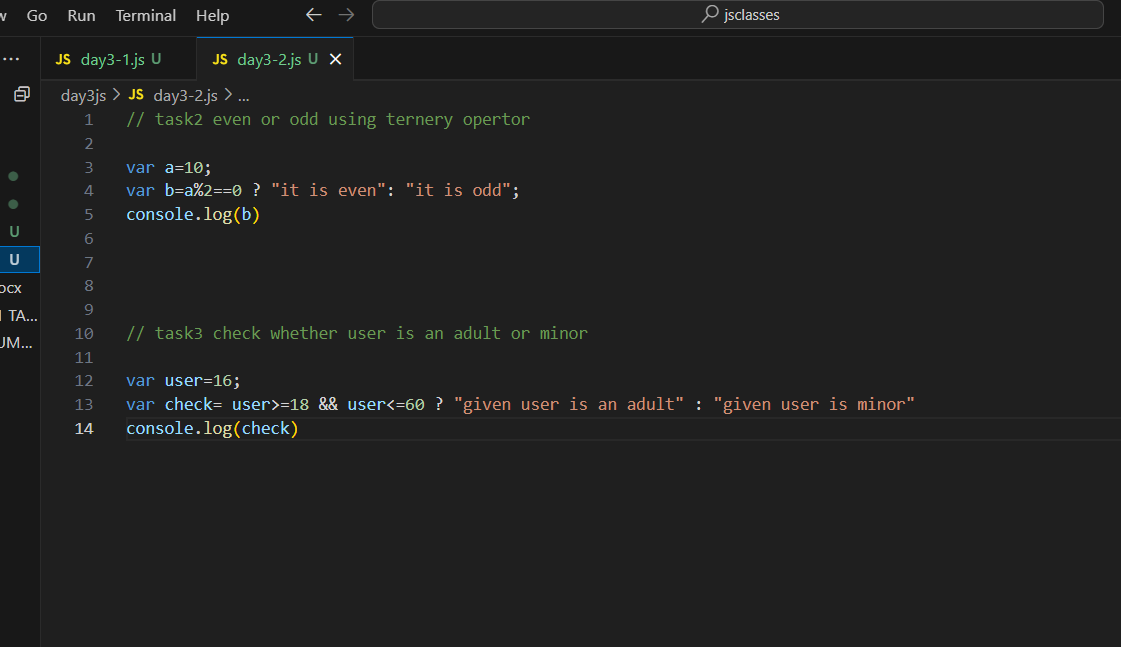 w Go Run Terminal Help ← → jsclasses
... JS day3-1.js U JS day3-2.js U ×
day3js > JS day3-2.js > ...
1 // task2 even or odd using ternery opertor
2
3 var a=10;
4 var b=a%2==0 ? "it is even": "it is odd";
5 console.log(b)
6
7
U
8
U
9
ocx
10 // task3 check whether user is an adult or minor
TA...
11
UM...
12 var user=16;
13 var check= user>=18 && user<=60 ? "given user is an adult" : "given user is minor"
14 console.log(check)